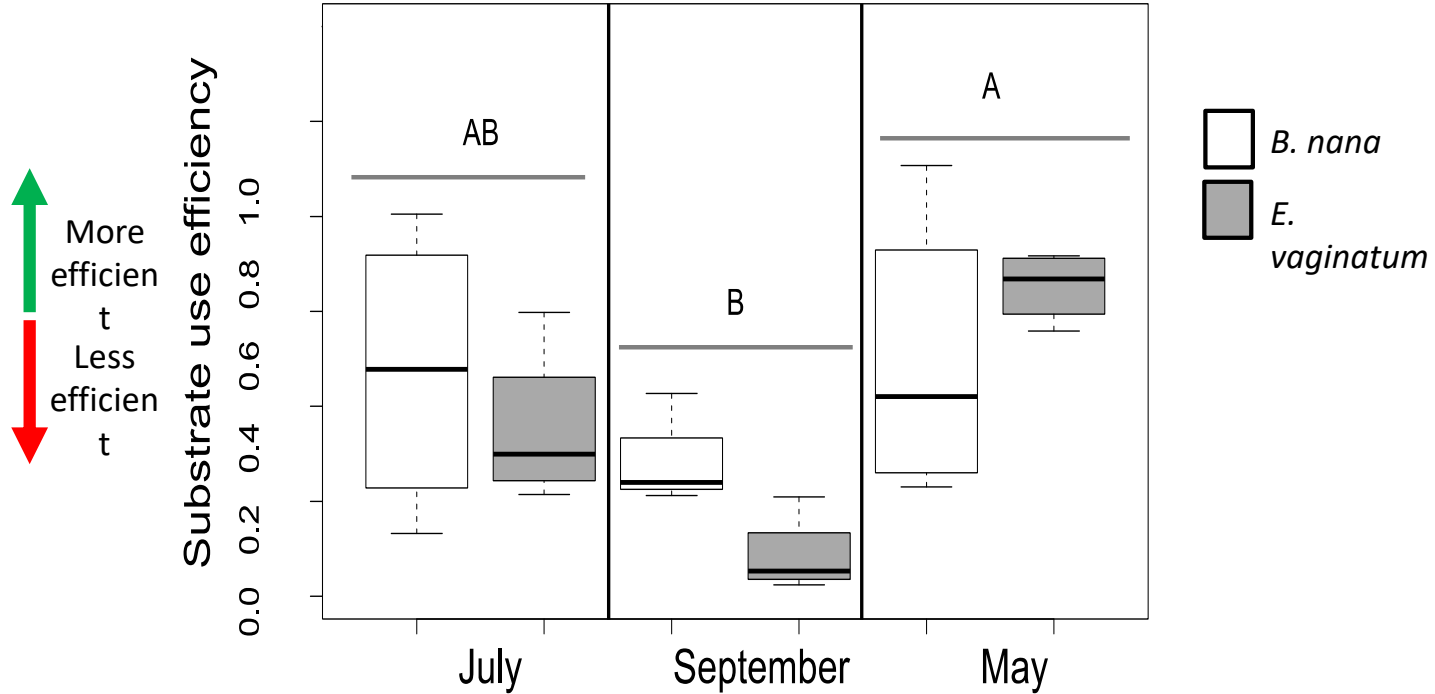 More
efficien
t
Less
efficien
t
Substrate use efficiency
1.0
0.8
0.6
0.4
0.2
0.0
AB
B
A
July
September
May
B. nana
E.
vaginatum